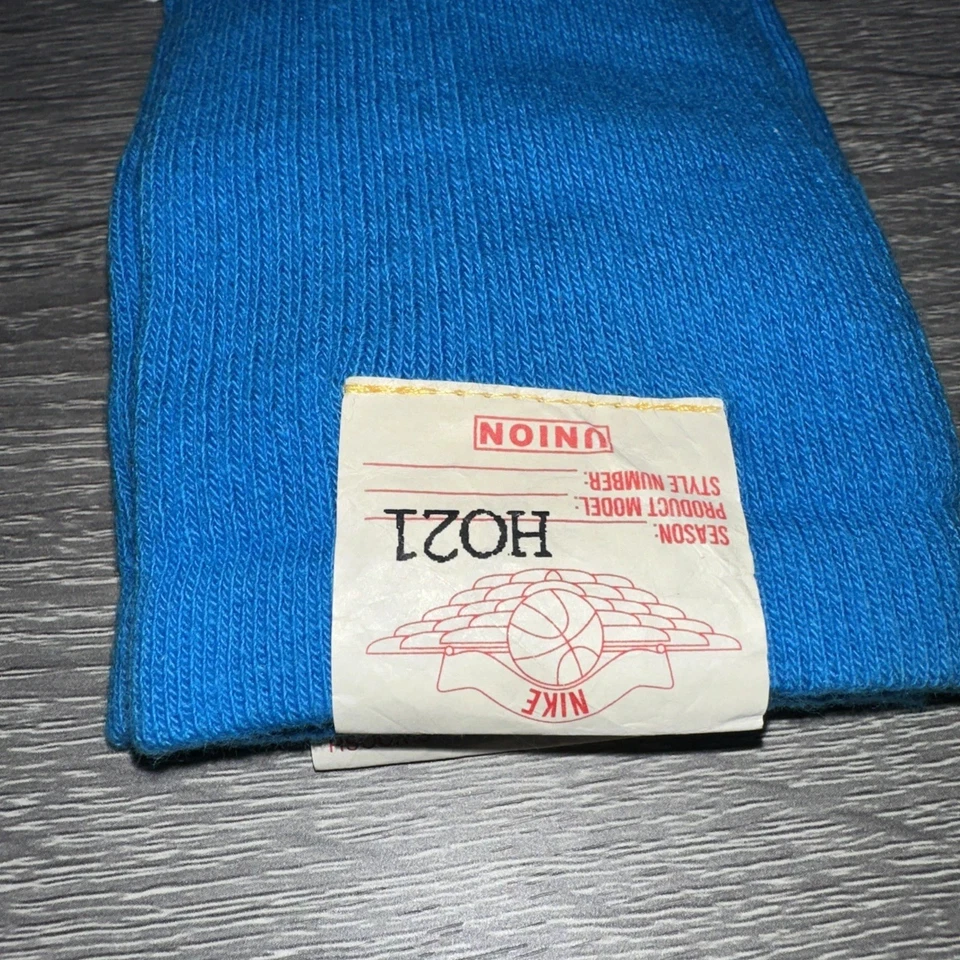 NIKE
SEASON: HO21
PRODUCT MODEL:
STYLE NUMBER:
UNION